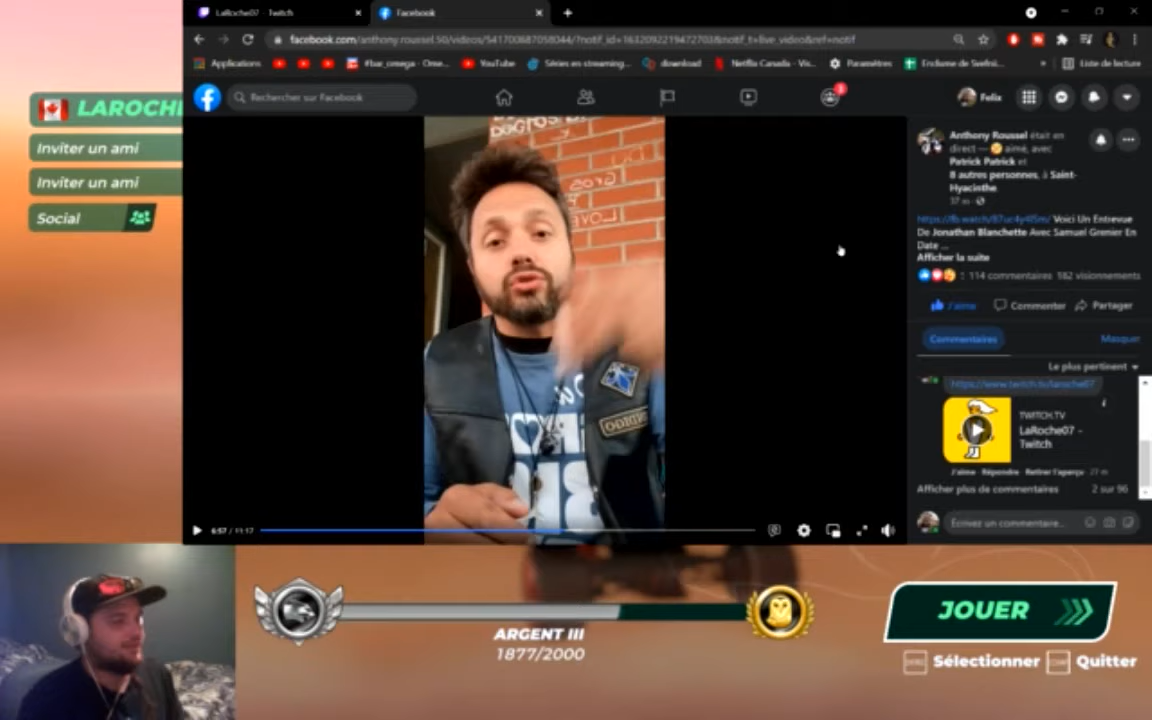 LaRoche07 - Twitch
Facebook
facebook.com/anthony.roussel.50/videos/541700687058044/?notif_id=1632092219472703&notif_t=live_video&ref=notif
Applications
#bar_omega - Ome...
YouTube
Séries en streaming...
download
Netflix Canada - Vis...
Paramètres
Liste de lecture
Rechercher sur Facebook
Felix
LAROCHE
Inviter un ami
Inviter un ami
Social
LOVE
INDIGO
Anthony Roussel était en
direct — aimé, avec
Patrick Patrick et
8 autres personnes, à Saint-
Hyacinthe
37 m
Voici Un Entrevue
De Jonathan Blanchette Avec Samuel Grenier En
Date ...
Afficher la suite
114 commentaires 182 visionnements
J'aime Commenter Partager
Commentaires
Masquer
Le plus pertinent
https://www.twitch.tv/laroche07
TWITCH.TV
LaRoche07 -
Twitch
J'aime Répondre Retirer l'aperçu 27 m
Afficher plus de commentaires 2 sur 96
Écrivez un commentaire...
6:57 / 11:17
ARGENT III
1877/2000
JOUER
Sélectionner
Quitter